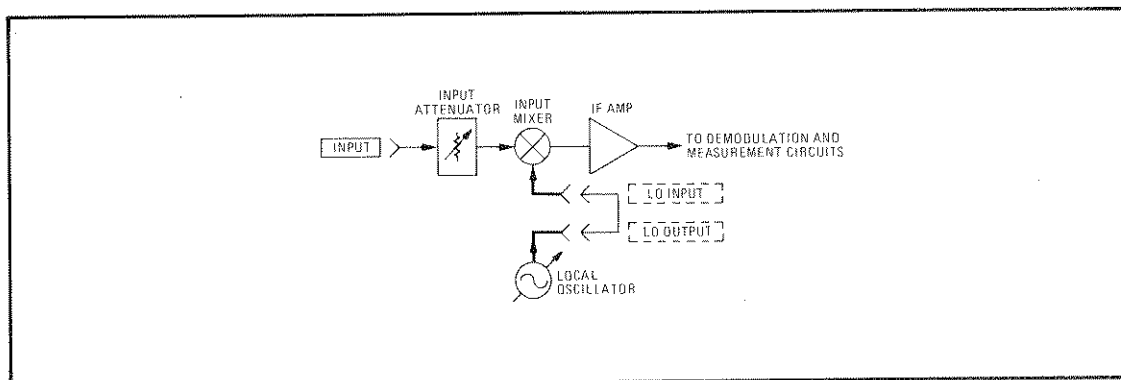 INPUT
ATTENUATOR
INPUT
MIXER
IF AMP
INPUT
TO DEMODULATION AND
MEASUREMENT CIRCUITS
LO INPUT
LO OUTPUT
LOCAL
OSCILLATOR